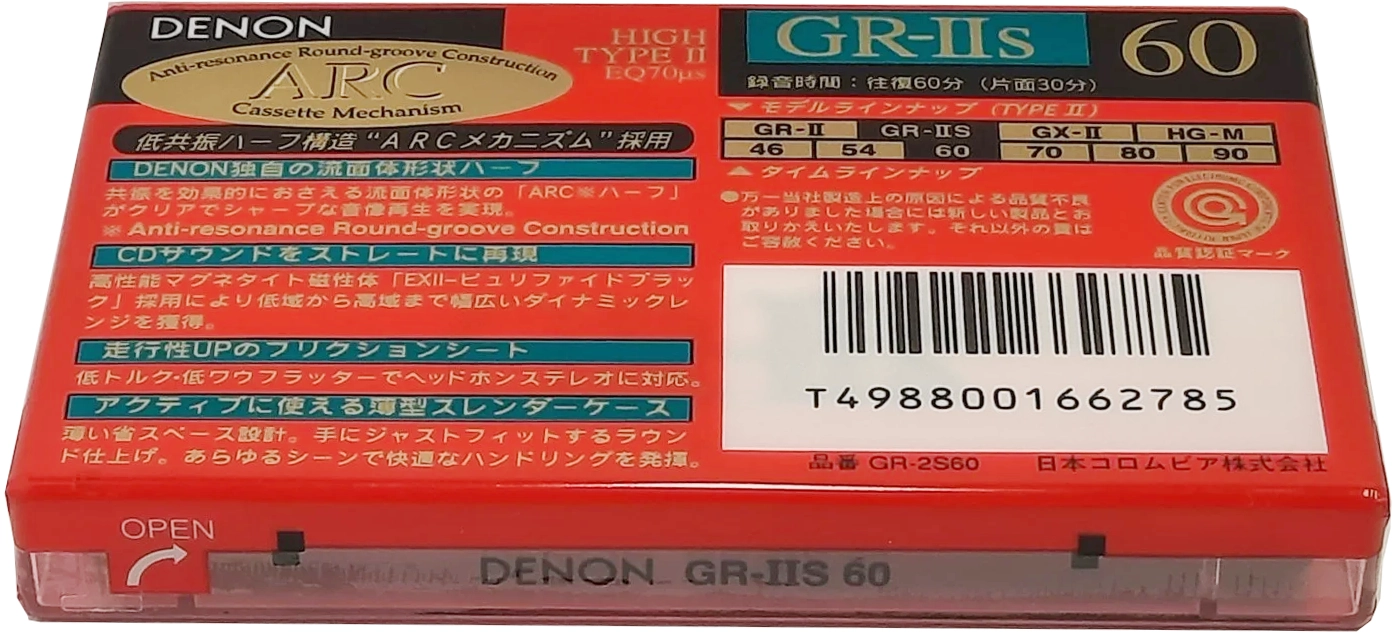 DENON
Anti-resonance Round-groove Construction
ARC
Cassette Mechanism
HIGH
TYPE II
EQ70μs
GR-IIs 60
録音時間：往復60分（片面30分）
低共振ハーフ構造“ARCメカニズム”採用
DENON独自の流面体形状ハーフ
共振を効果的におさえる流面体形状の「ARC※ハーフ」
がクリアでシャープな音像再生を実現。
※ Anti-resonance Round-groove Construction
CDサウンドをストレートに再現
高性能マグネタイト磁性体「EXII−ピュリファイドブラッ
ク」採用により低域から高域まで幅広いダイナミックレ
ンジを獲得。
走行性UPのフリクションシート
低トルク・低ワウフラッターでヘッドホンステレオに対応。
アクティブに使える薄型スレンダーケース
薄い省スペース設計。手にジャストフィットするラウン
ド仕上げ。あらゆるシーンで快適なハンドリングを発揮。
▼ モデルラインナップ (TYPE II)
GR-II GR-IIS GX-II HG-M
46 54 60 70 80 90
▲ タイムラインナップ
●万一当社製造上の原因による品質不良
がありました場合には新しい製品とお
取りかえいたします。それ以外の責は
ご容赦ください。
品質認証マーク
T4988001662785
品番 GR-2S60 日本コロムビア株式会社
OPEN
DENON GR-IIS 60